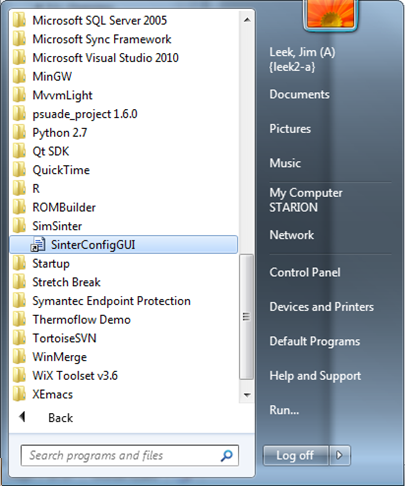 Microsoft SQL Server 2005
Microsoft Sync Framework
Microsoft Visual Studio 2010
MinGW
MvvmLight
psuade_project 1.6.0
Python 2.7
Qt SDK
QuickTime
R
ROMBuilder
SimSinter
SinterConfigGUI
Startup
Stretch Break
Symantec Endpoint Protection
Thermoflow Demo
TortoiseSVN
WinMerge
WiX Toolset v3.6
XEmacs
Back
Search programs and files
Leek, Jim (A)
{leek2-a}
Documents
Pictures
Music
My Computer
STARION
Network
Control Panel
Devices and Printers
Default Programs
Help and Support
Run...
Log off